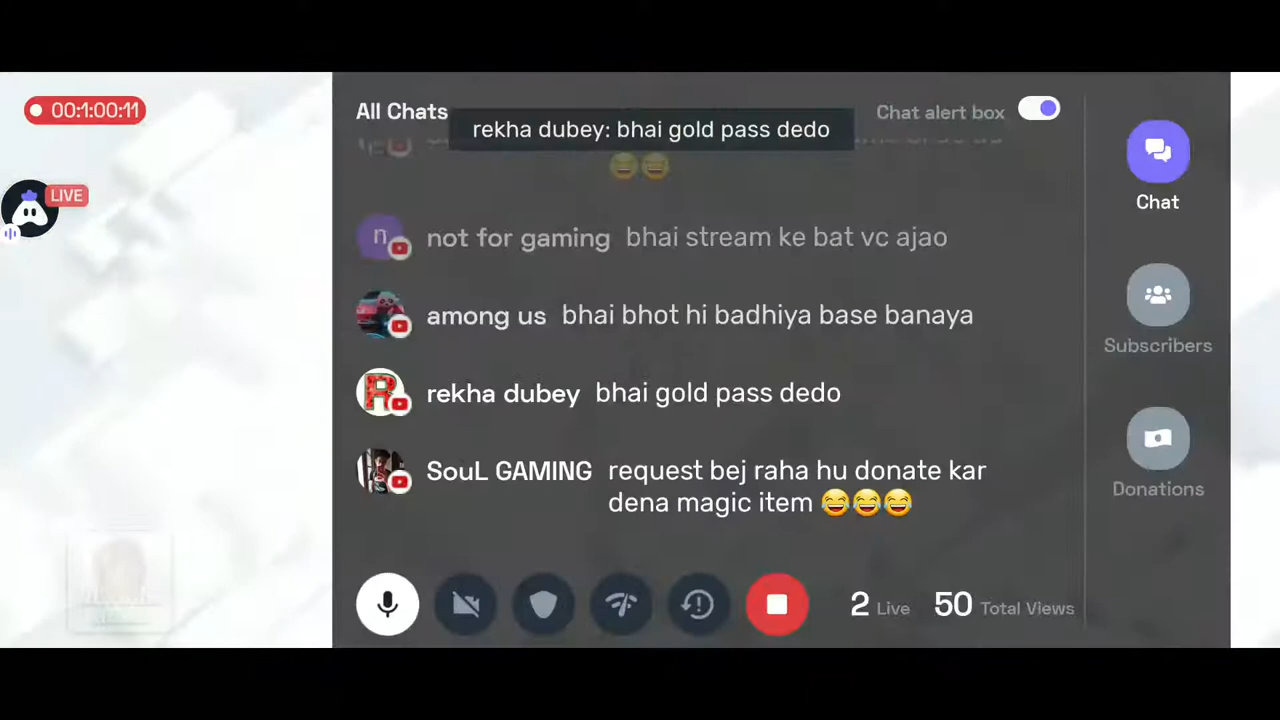 00:1:00:11
LIVE
All Chats
rekha dubey: bhai gold pass dedo
Chat alert box
😂😂
n
not for gaming bhai stream ke bat vc ajao
among us bhai bhot hi badhiya base banaya
R
rekha dubey bhai gold pass dedo
SouL GAMING request bej raha hu donate kar
dena magic item 😂😂😂
2 Live 50 Total Views
Chat
Subscribers
Donations